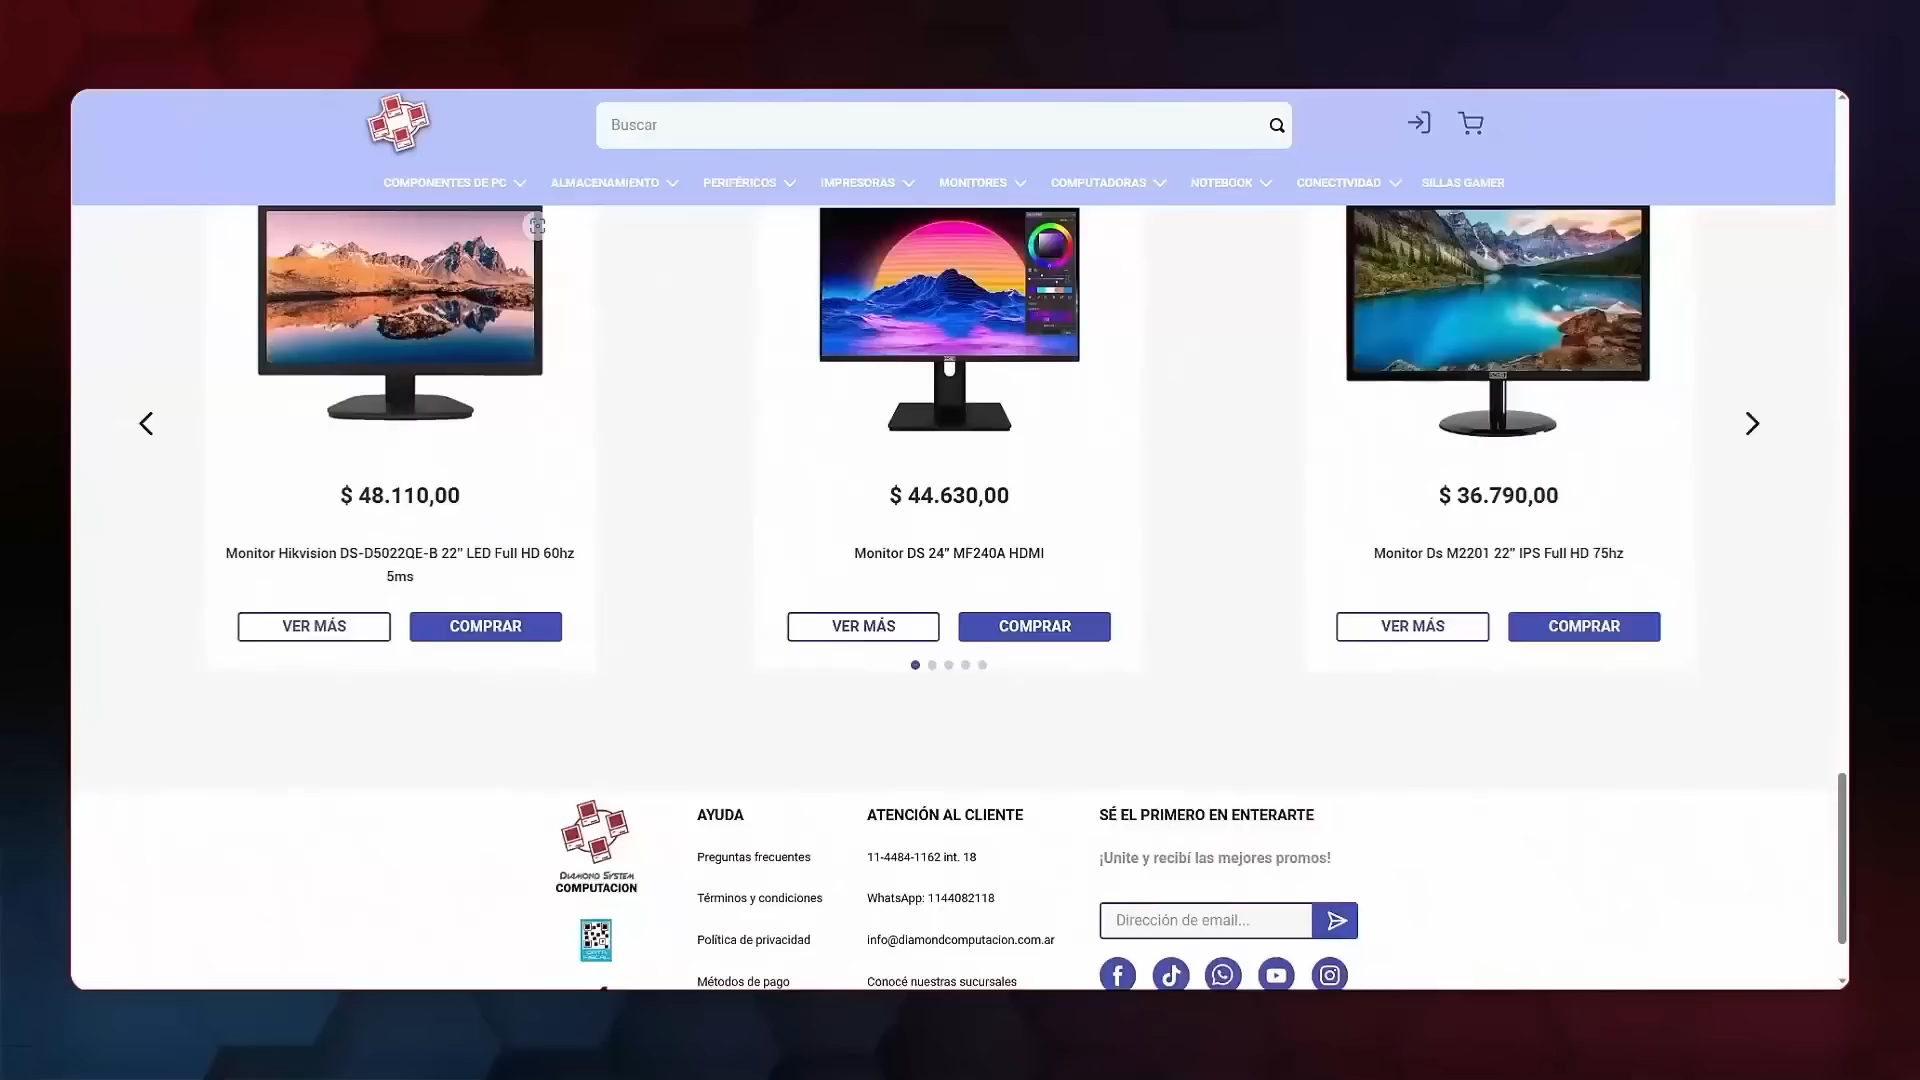 Buscar
COMPONENTES DE PC ALMACENAMIENTO PERIFÉRICOS IMPRESORAS MONITORES COMPUTADORAS NOTEBOOK CONECTIVIDAD SILLAS GAMER
$ 48.110,00
Monitor Hikvision DS-D5022QE-B 22" LED Full HD 60hz
5ms
VER MÁS COMPRAR
$ 44.630,00
Monitor DS 24" MF240A HDMI
VER MÁS COMPRAR
$ 36.790,00
Monitor Ds M2201 22" IPS Full HD 75hz
VER MÁS COMPRAR
DIAMOND SYSTEM
COMPUTACION
AYUDA
Preguntas frecuentes
Términos y condiciones
Política de privacidad
Métodos de pago
ATENCIÓN AL CLIENTE
11-4484-1162 int. 18
WhatsApp: 1144082118
info@diamondcomputacion.com.ar
Conocé nuestras sucursales
SÉ EL PRIMERO EN ENTERARTE
¡Unite y recibí las mejores promos!
Dirección de email...